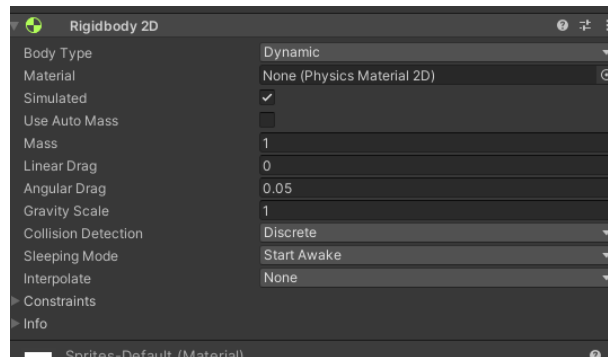 Rigidbody 2D
Body Type Dynamic
Material None (Physics Material 2D)
Simulated
Use Auto Mass
Mass 1
Linear Drag 0
Angular Drag 0.05
Gravity Scale 1
Collision Detection Discrete
Sleeping Mode Start Awake
Interpolate None
Constraints
Info
Sprites-Default (Material)